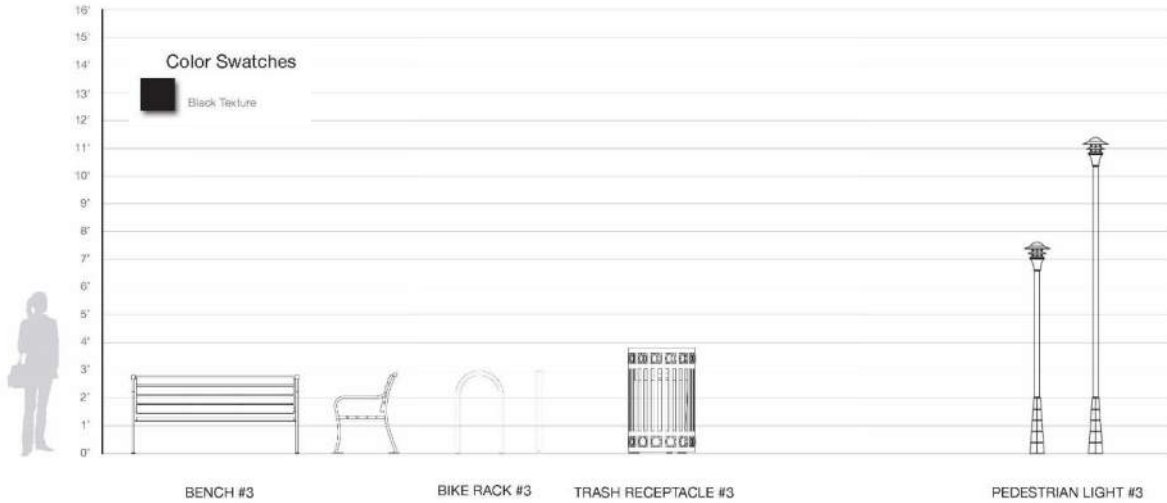 16'
15'
14'
13'
12'
11'
10'
9'
8'
7'
6'
5'
4'
3'
2'
1'
0'
Color Swatches
Black Texture
BENCH #3
BIKE RACK #3
TRASH RECEPTACLE #3
PEDESTRIAN LIGHT #3